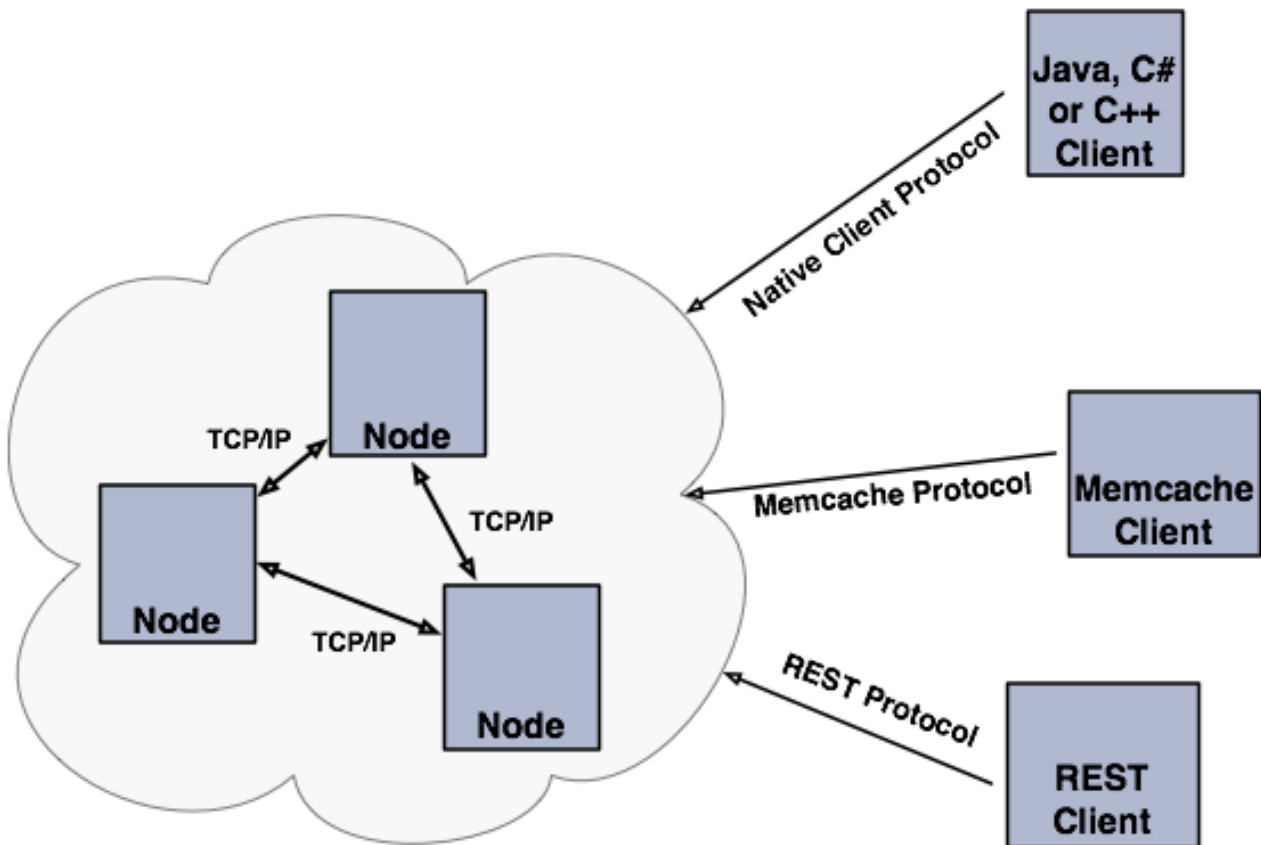 Java, C#
or C++
Client
Native Client Protocol
Node
TCP/IP
TCP/IP
Memcache Protocol
Memcache
Client
Node
TCP/IP
Node
REST Protocol
REST
Client